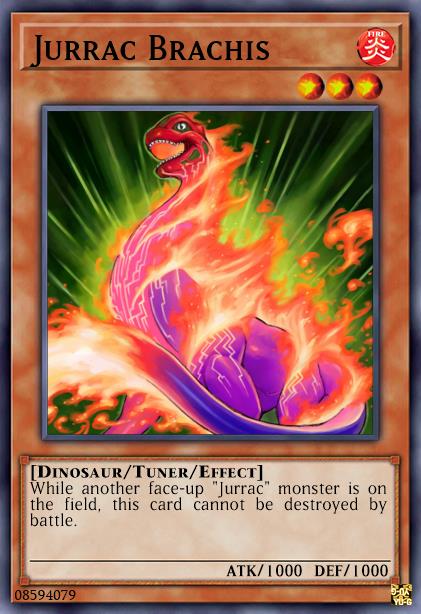 JURRAC BRACHIS
FIRE
炎
[DINOSAUR/TUNER/EFFECT]
While another face-up "Jurrac" monster is on
the field, this card cannot be destroyed by
battle.
ATK/1000 DEF/1000
08594079